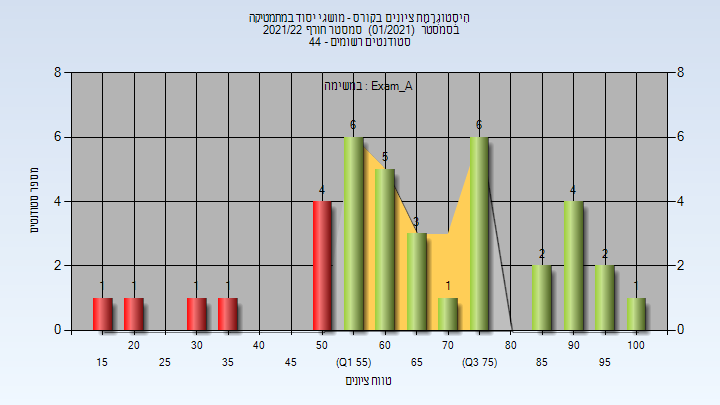 היסטוגרמת ציונים בקורס - מושגי יסוד במתמטיקה
בסמסטר (01/2021) סמסטר חורף 2021/22
סטודנטים רשומים - 44
במשימה : Exam_A
8 8
6 6
4 4
2 2
0 0
1 1 1 1 4 6 5 3 1 6 2 4 2 1
מספר סטודנטים
20 30 40 50 60 70 80 90 100
15 25 35 45 (Q1 55) 65 (Q3 75) 85 95
טווח ציונים